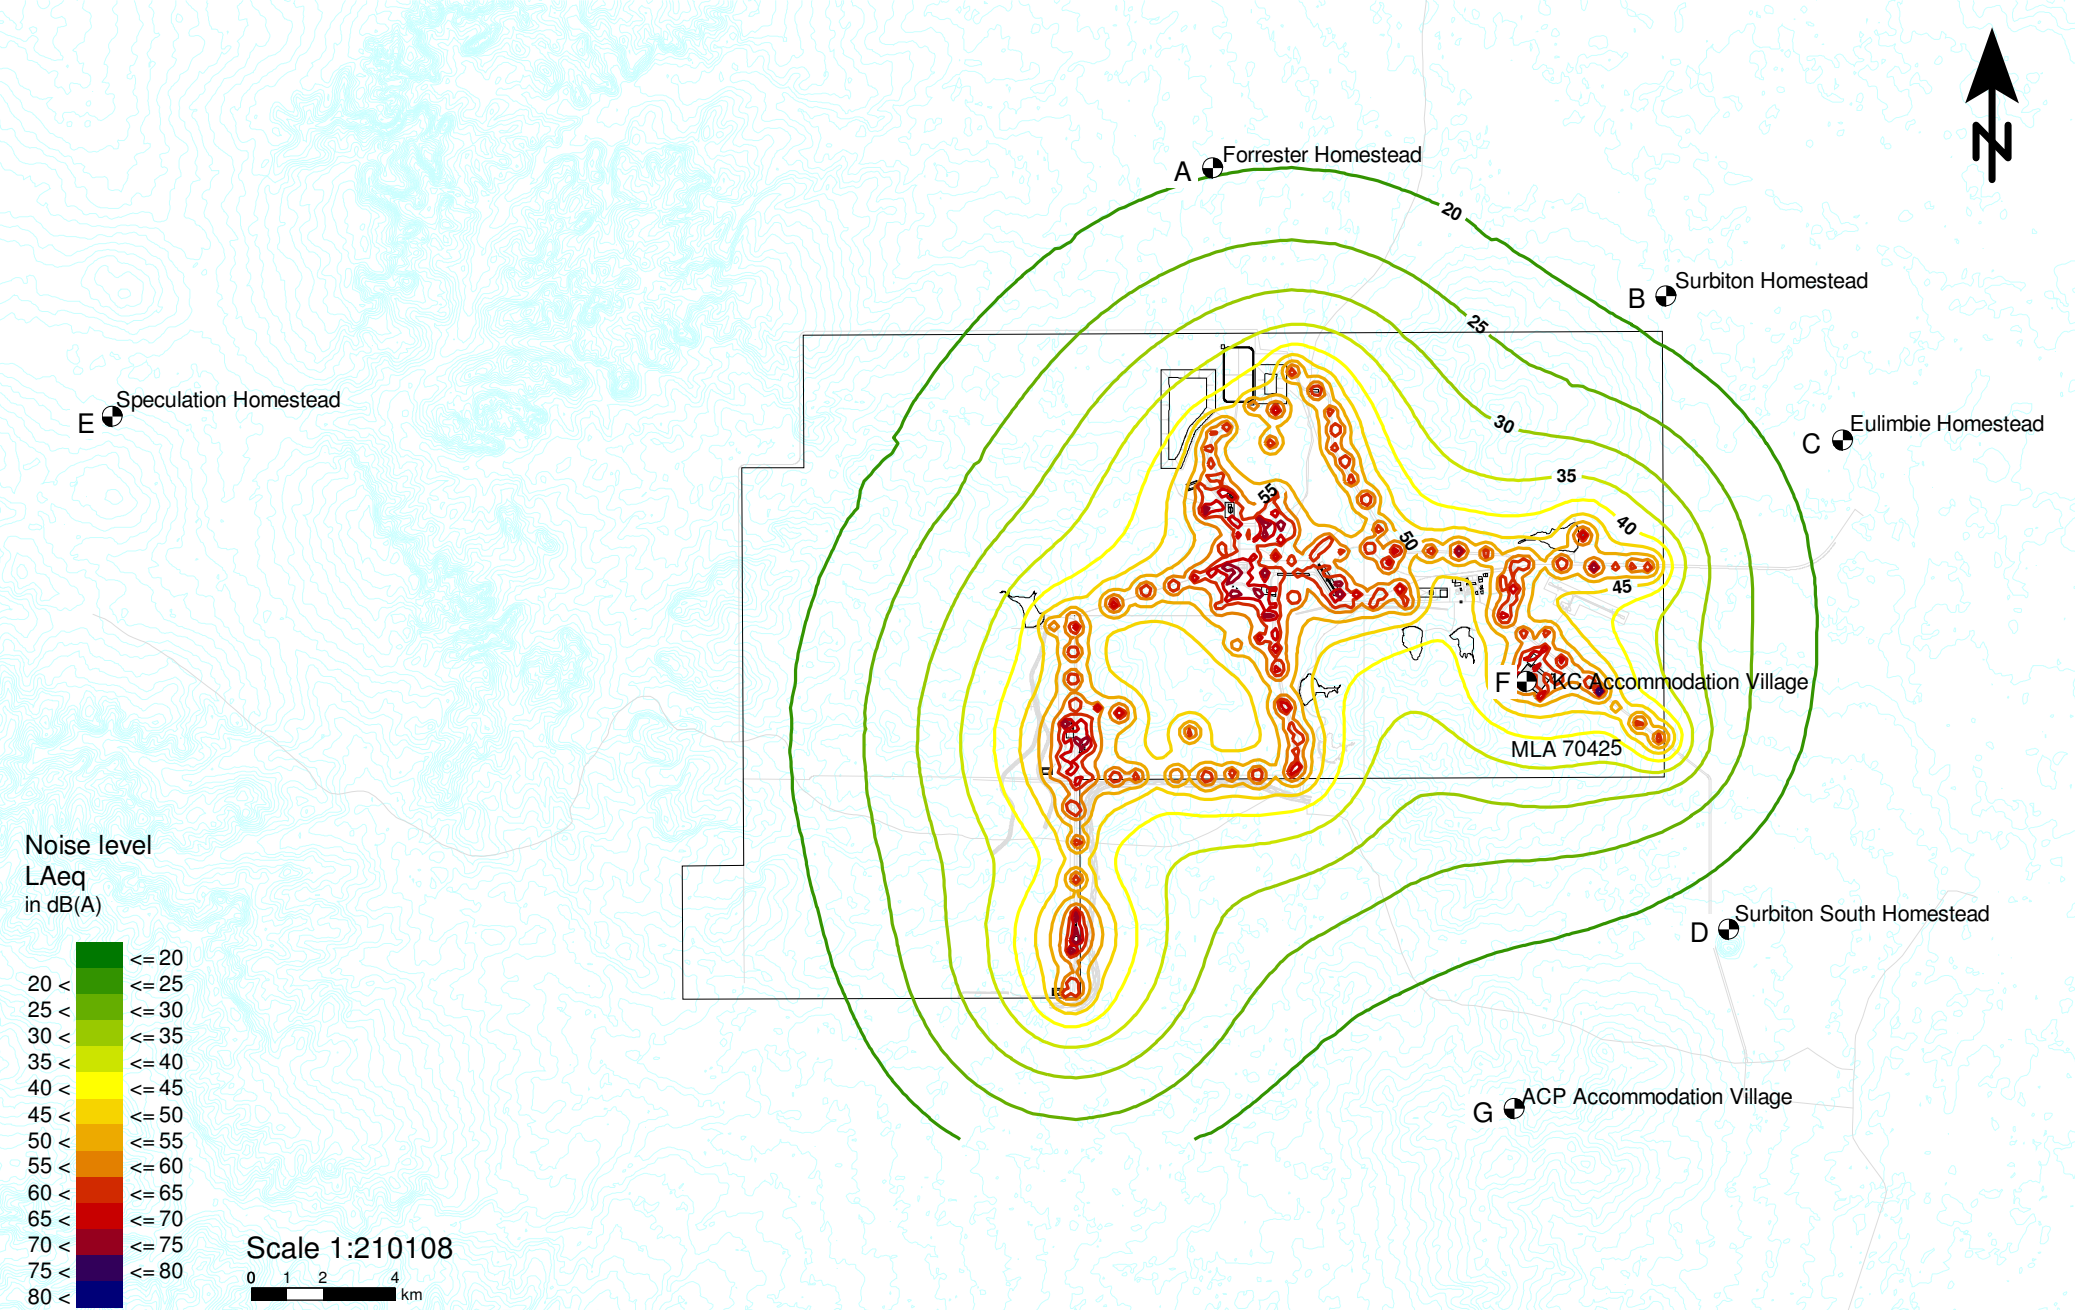 N
A
Forrester Homestead
20
B
Surbiton Homestead
25
E
Speculation Homestead
30
C
Eulimbie Homestead
35
55
40
50
45
F
KC Accommodation Village
MLA 70425
Noise level
LAeq
in dB(A)
D
Surbiton South Homestead
<= 20
20 < <= 25
25 < <= 30
30 < <= 35
35 < <= 40
40 < <= 45
45 < <= 50
50 < <= 55
55 < <= 60
60 < <= 65
65 < <= 70
70 < <= 75
75 < <= 80
80 <
G
ACP Accommodation Village
Scale 1:210108
0 1 2 4
km